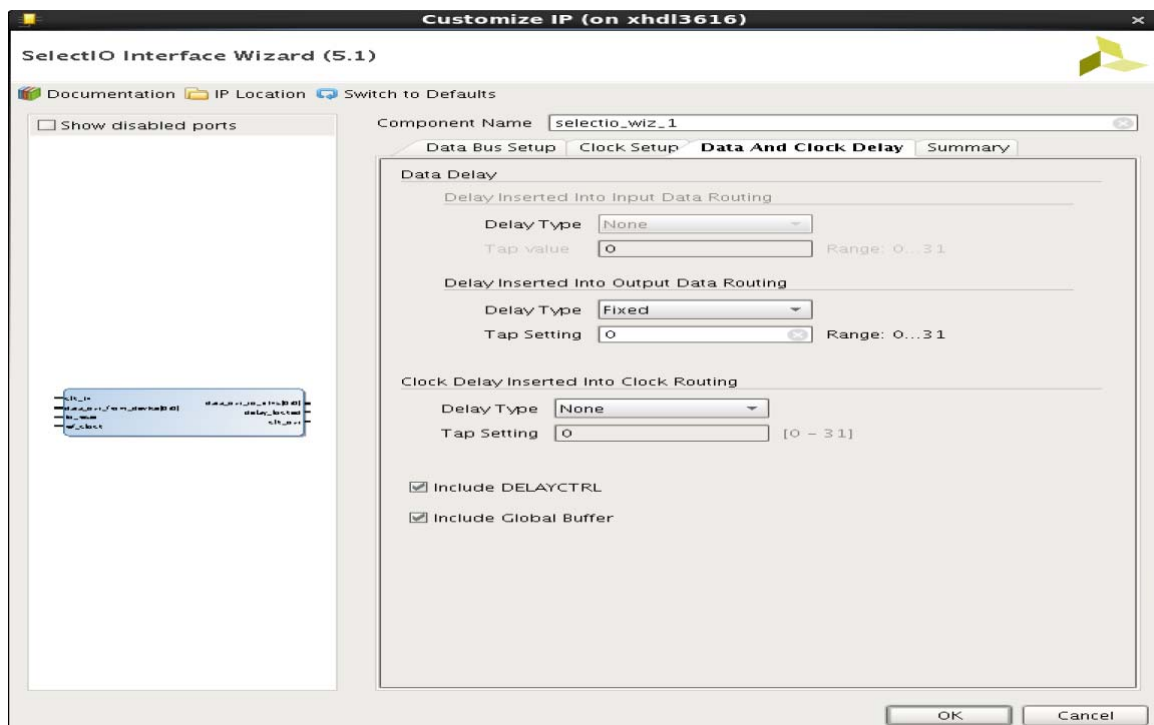 Customize IP (on xhdl3616)
SelectIO Interface Wizard (5.1)
Documentation IP Location Switch to Defaults
Show disabled ports
Component Name selectio_wiz_1
Data Bus Setup Clock Setup Data And Clock Delay Summary
Data Delay
Delay Inserted Into Input Data Routing
Delay Type None
Tap value 0 Range: 0...31
Delay Inserted Into Output Data Routing
Delay Type Fixed
Tap Setting 0 Range: 0...31
Clock Delay Inserted Into Clock Routing
Delay Type None
Tap Setting 0 [0 - 31]
Include DELAYCTRL
Include Global Buffer
OK Cancel